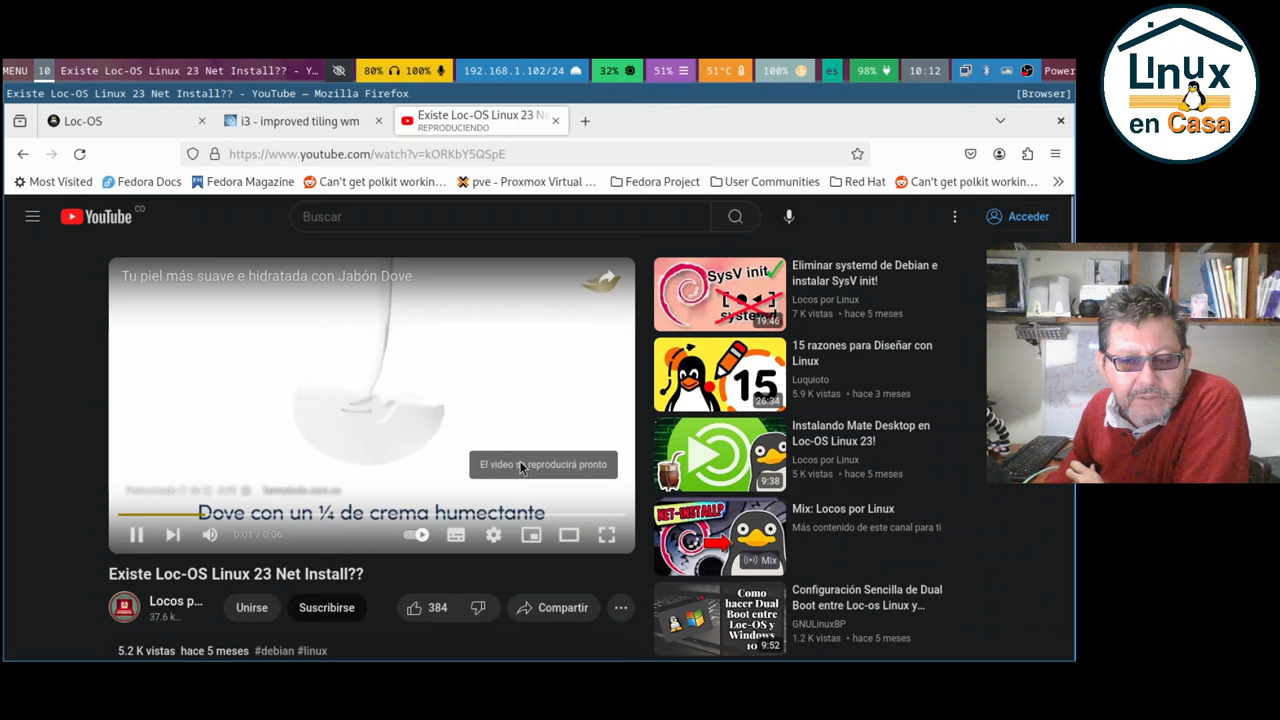 Linux
en Casa
MENU 10 Existe Loc-OS Linux 23 Net Install?? - Y… 80% 100% 192.168.1.102/24 32% 51% 51°C 100% es 98% 10:12 Power
Existe Loc-OS Linux 23 Net Install?? - YouTube — Mozilla Firefox [Browser]
Loc-OS
i3 - improved tiling wm
Existe Loc-OS Linux 23 Ne
REPRODUCIENDO
https://www.youtube.com/watch?v=kORKbY5QSpE
Most Visited Fedora Docs Fedora Magazine Can't get polkit workin… pve - Proxmox Virtual … Fedora Project User Communities Red Hat Can't get polkit workin…
YouTube CO
Buscar
Acceder
Tu piel más suave e hidratada con Jabón Dove.
El video se reproducirá pronto
Dove con un ¼ de crema humectante
0:01 / 0:06
Existe Loc-OS Linux 23 Net Install??
Locos p…
37.6 k…
Unirse
Suscribirse
384
Compartir
5.2 K vistas hace 5 meses #debian #linux
SysV init
systemd
19:46
Eliminar systemd de Debian e
instalar SysV init!
Locos por Linux
7 K vistas • hace 5 meses
15
26:34
15 razones para Diseñar con
Linux
Luquioto
5.9 K vistas • hace 3 meses
9:38
Instalando Mate Desktop en
Loc-OS Linux 23!
Locos por Linux
5 K vistas • hace 5 meses
NET-INSTALL?
Mix
Mix: Locos por Linux
Más contenido de este canal para ti
Como
hacer Dual
Boot entre
Loc-OS y
Windows
10
9:52
Configuración Sencilla de Dual
Boot entre Loc-os Linux y…
GNULinuxBP
1.2 K vistas • hace 5 meses